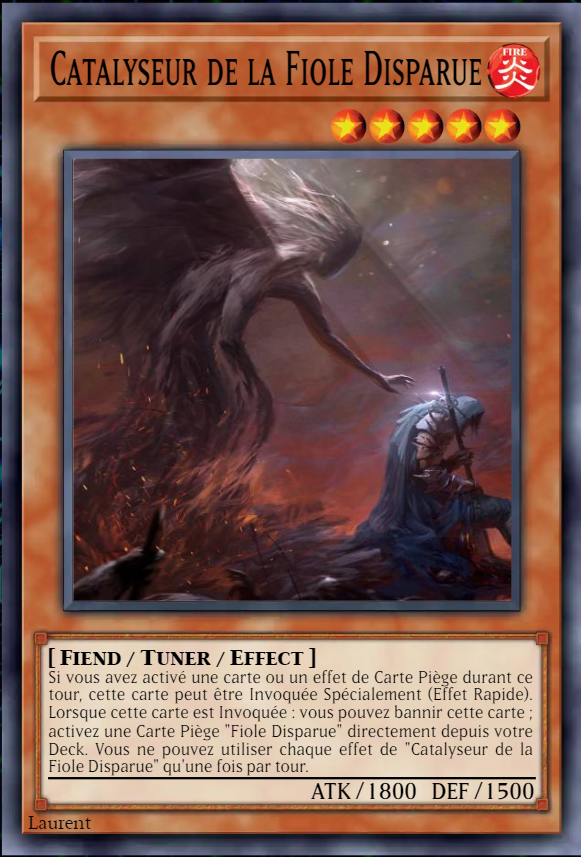 Catalyseur de la Fiole Disparue
FIRE
炎
[ Fiend / Tuner / Effect ]
Si vous avez activé une carte ou un effet de Carte Piège durant ce
tour, cette carte peut être Invoquée Spécialement (Effet Rapide).
Lorsque cette carte est Invoquée : vous pouvez bannir cette carte ;
activez une Carte Piège "Fiole Disparue" directement depuis votre
Deck. Vous ne pouvez utiliser chaque effet de "Catalyseur de la
Fiole Disparue" qu'une fois par tour.
ATK / 1800 DEF / 1500
Laurent